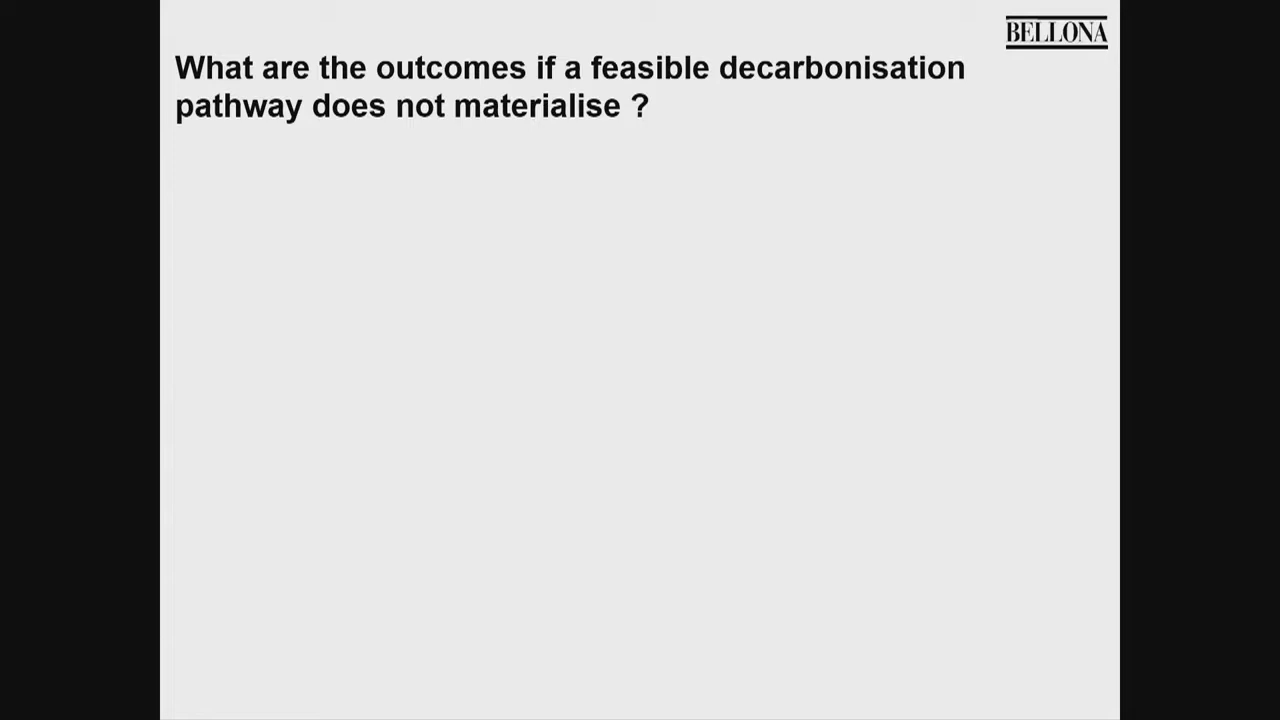 BELLONA
What are the outcomes if a feasible decarbonisation
pathway does not materialise ?